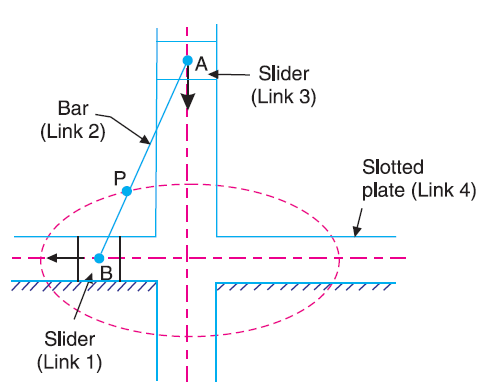 A
Slider
(Link 3)
Bar
(Link 2)
P
Slotted
plate (Link 4)
B
Slider
(Link 1)